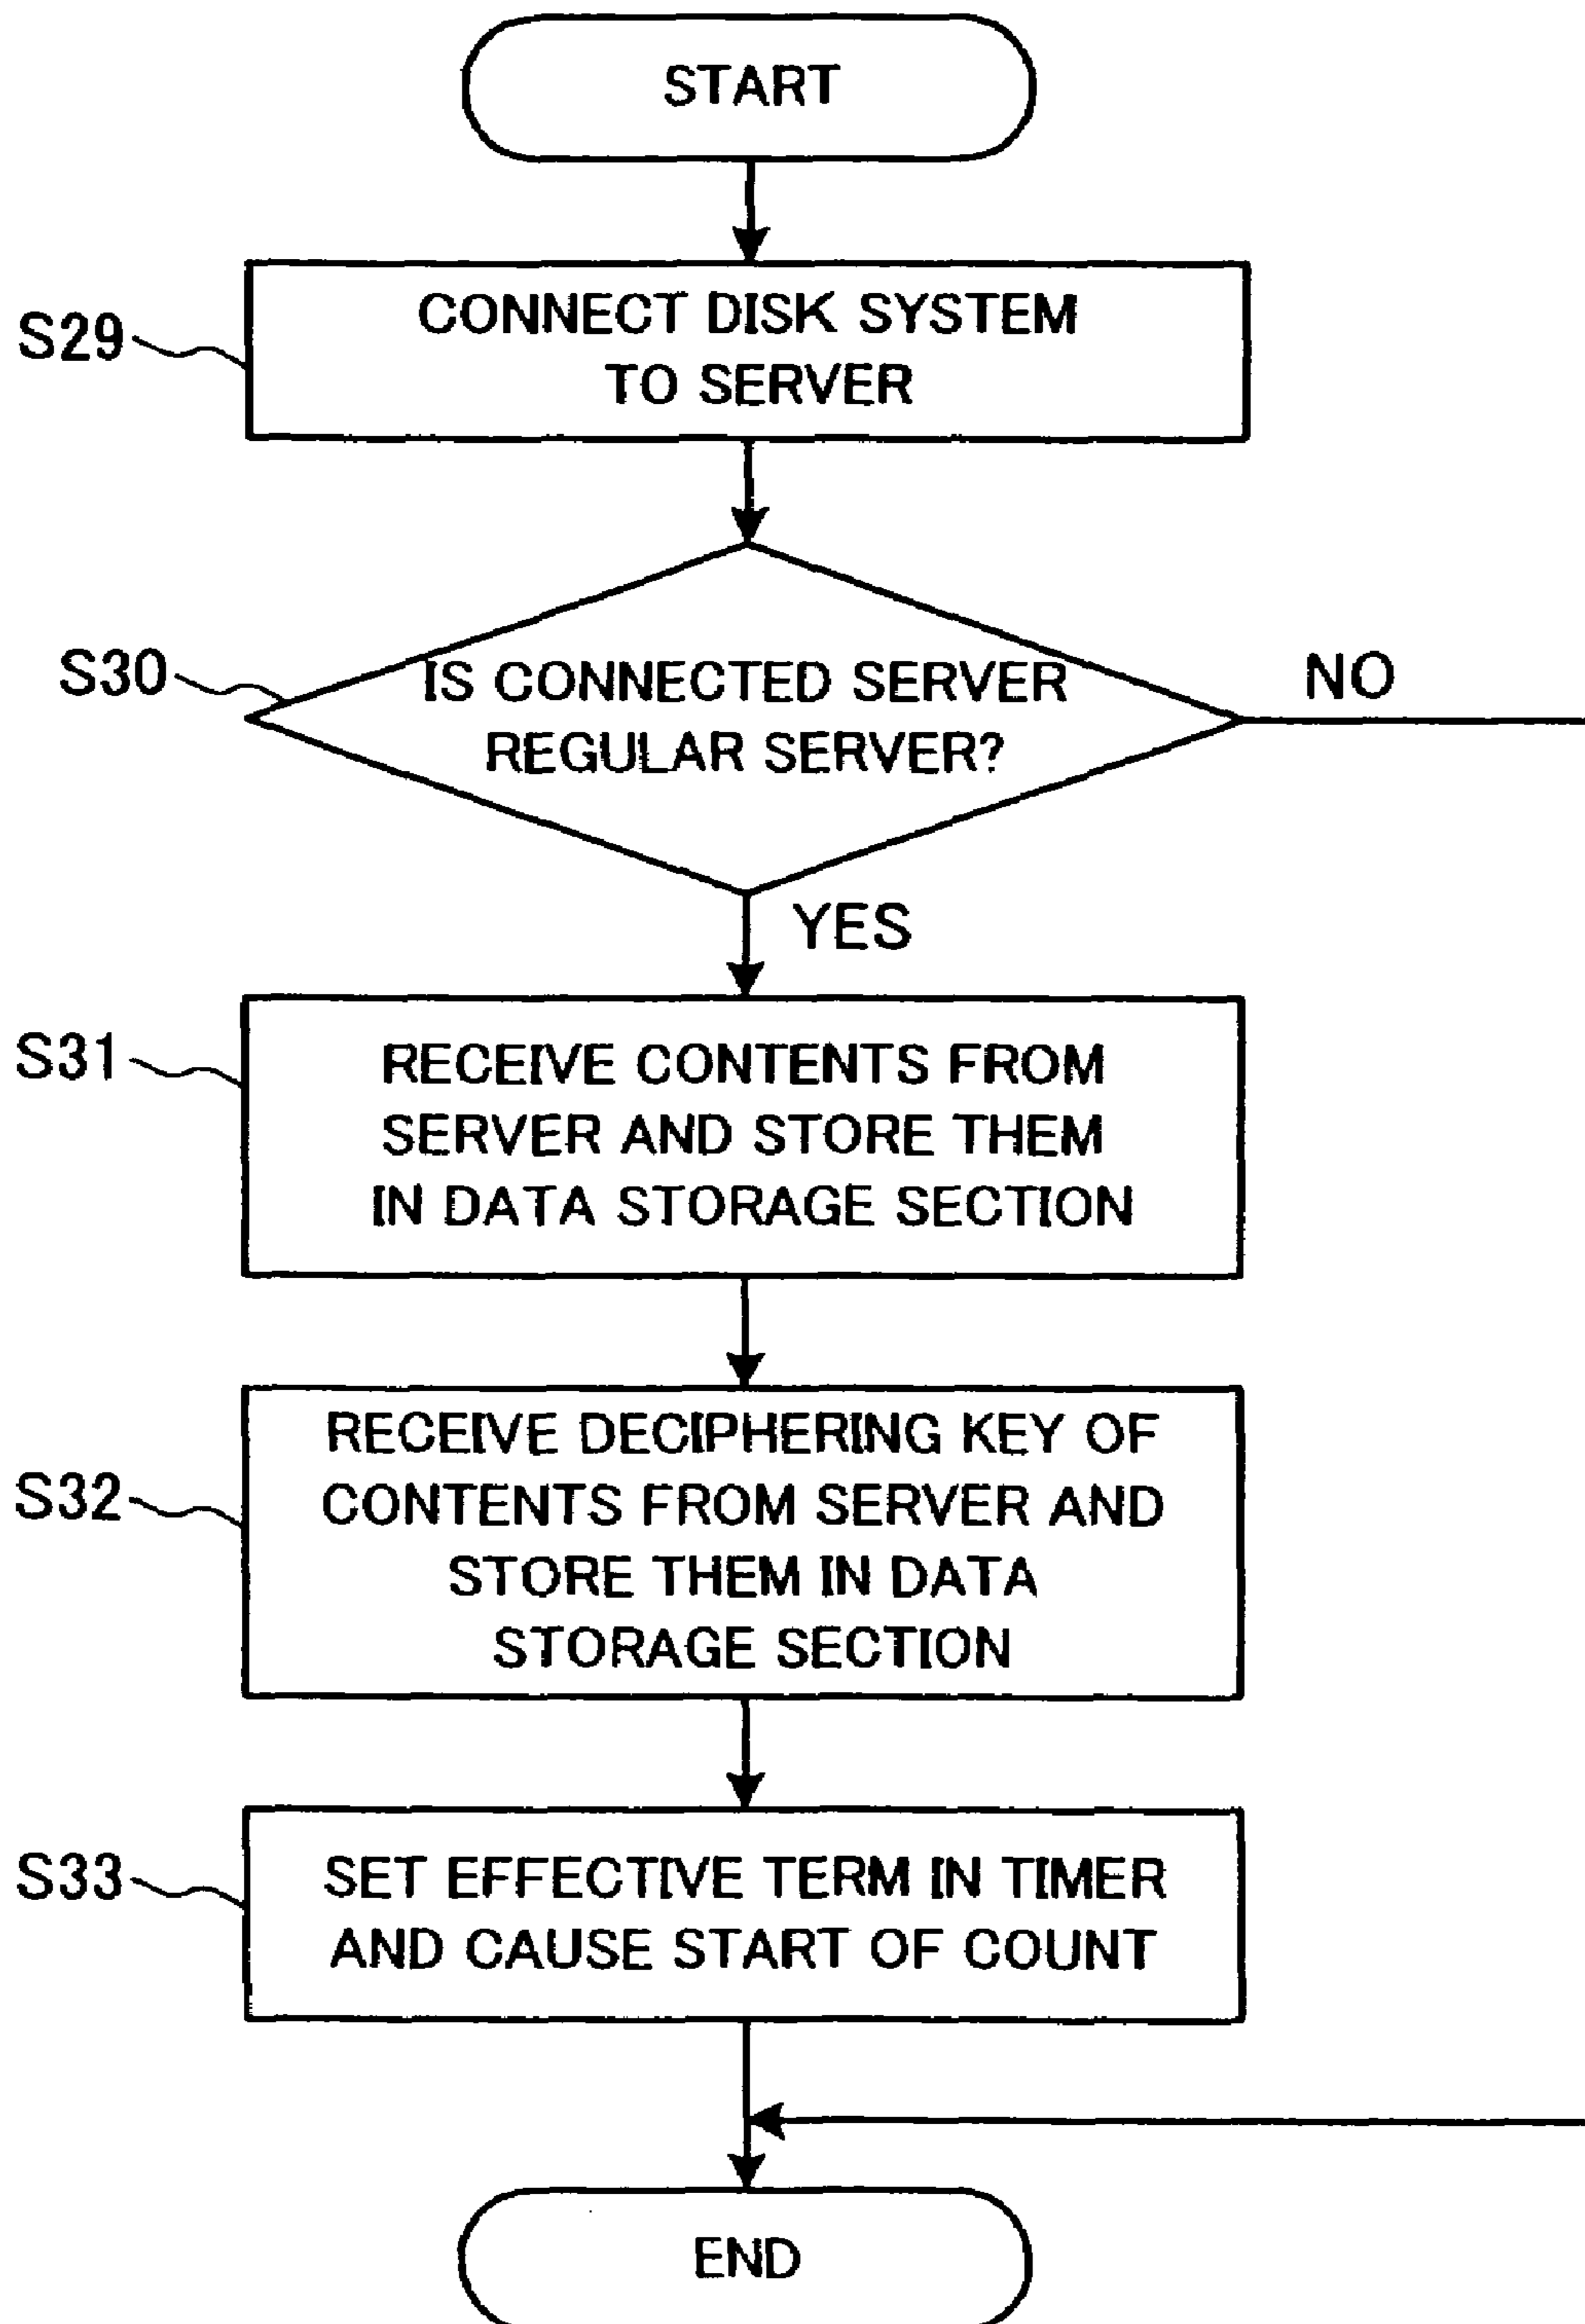 START
S29
CONNECT DISK SYSTEM
TO SERVER
S30
IS CONNECTED SERVER
REGULAR SERVER?
NO
YES
S31
RECEIVE CONTENTS FROM
SERVER AND STORE THEM
IN DATA STORAGE SECTION
S32
RECEIVE DECIPHERING KEY OF
CONTENTS FROM SERVER AND
STORE THEM IN DATA
STORAGE SECTION
S33
SET EFFECTIVE TERM IN TIMER
AND CAUSE START OF COUNT
END